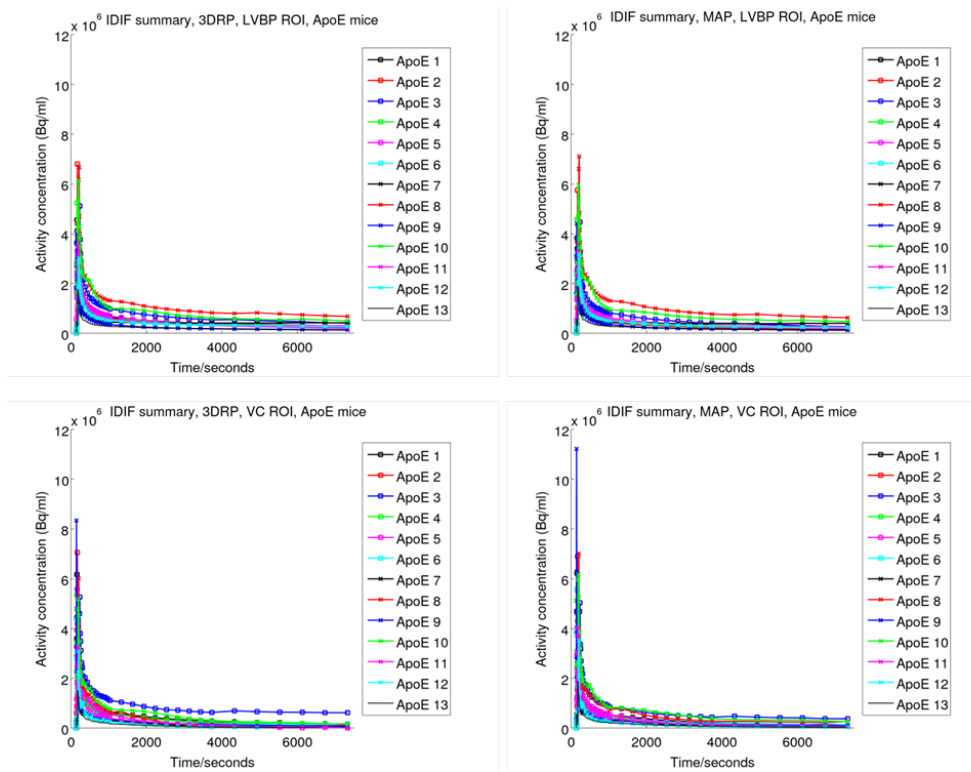 x 10^6 IDIF summary, 3DRP, LVBP ROI, ApoE mice
12
10
8
6
4
2
0
Activity concentration (Bq/ml)
0 2000 4000 6000
Time/seconds
ApoE 1
ApoE 2
ApoE 3
ApoE 4
ApoE 5
ApoE 6
ApoE 7
ApoE 8
ApoE 9
ApoE 10
ApoE 11
ApoE 12
ApoE 13
x 10^6 IDIF summary, MAP, LVBP ROI, ApoE mice
12
10
8
6
4
2
0
Activity concentration (Bq/ml)
0 2000 4000 6000
Time/seconds
ApoE 1
ApoE 2
ApoE 3
ApoE 4
ApoE 5
ApoE 6
ApoE 7
ApoE 8
ApoE 9
ApoE 10
ApoE 11
ApoE 12
ApoE 13
x 10^6 IDIF summary, 3DRP, VC ROI, ApoE mice
12
10
8
6
4
2
0
Activity concentration (Bq/ml)
0 2000 4000 6000
Time/seconds
ApoE 1
ApoE 2
ApoE 3
ApoE 4
ApoE 5
ApoE 6
ApoE 7
ApoE 8
ApoE 9
ApoE 10
ApoE 11
ApoE 12
ApoE 13
x 10^6 IDIF summary, MAP, VC ROI, ApoE mice
12
10
8
6
4
2
0
Activity concentration (Bq/ml)
0 2000 4000 6000
Time/seconds
ApoE 1
ApoE 2
ApoE 3
ApoE 4
ApoE 5
ApoE 6
ApoE 7
ApoE 8
ApoE 9
ApoE 10
ApoE 11
ApoE 12
ApoE 13